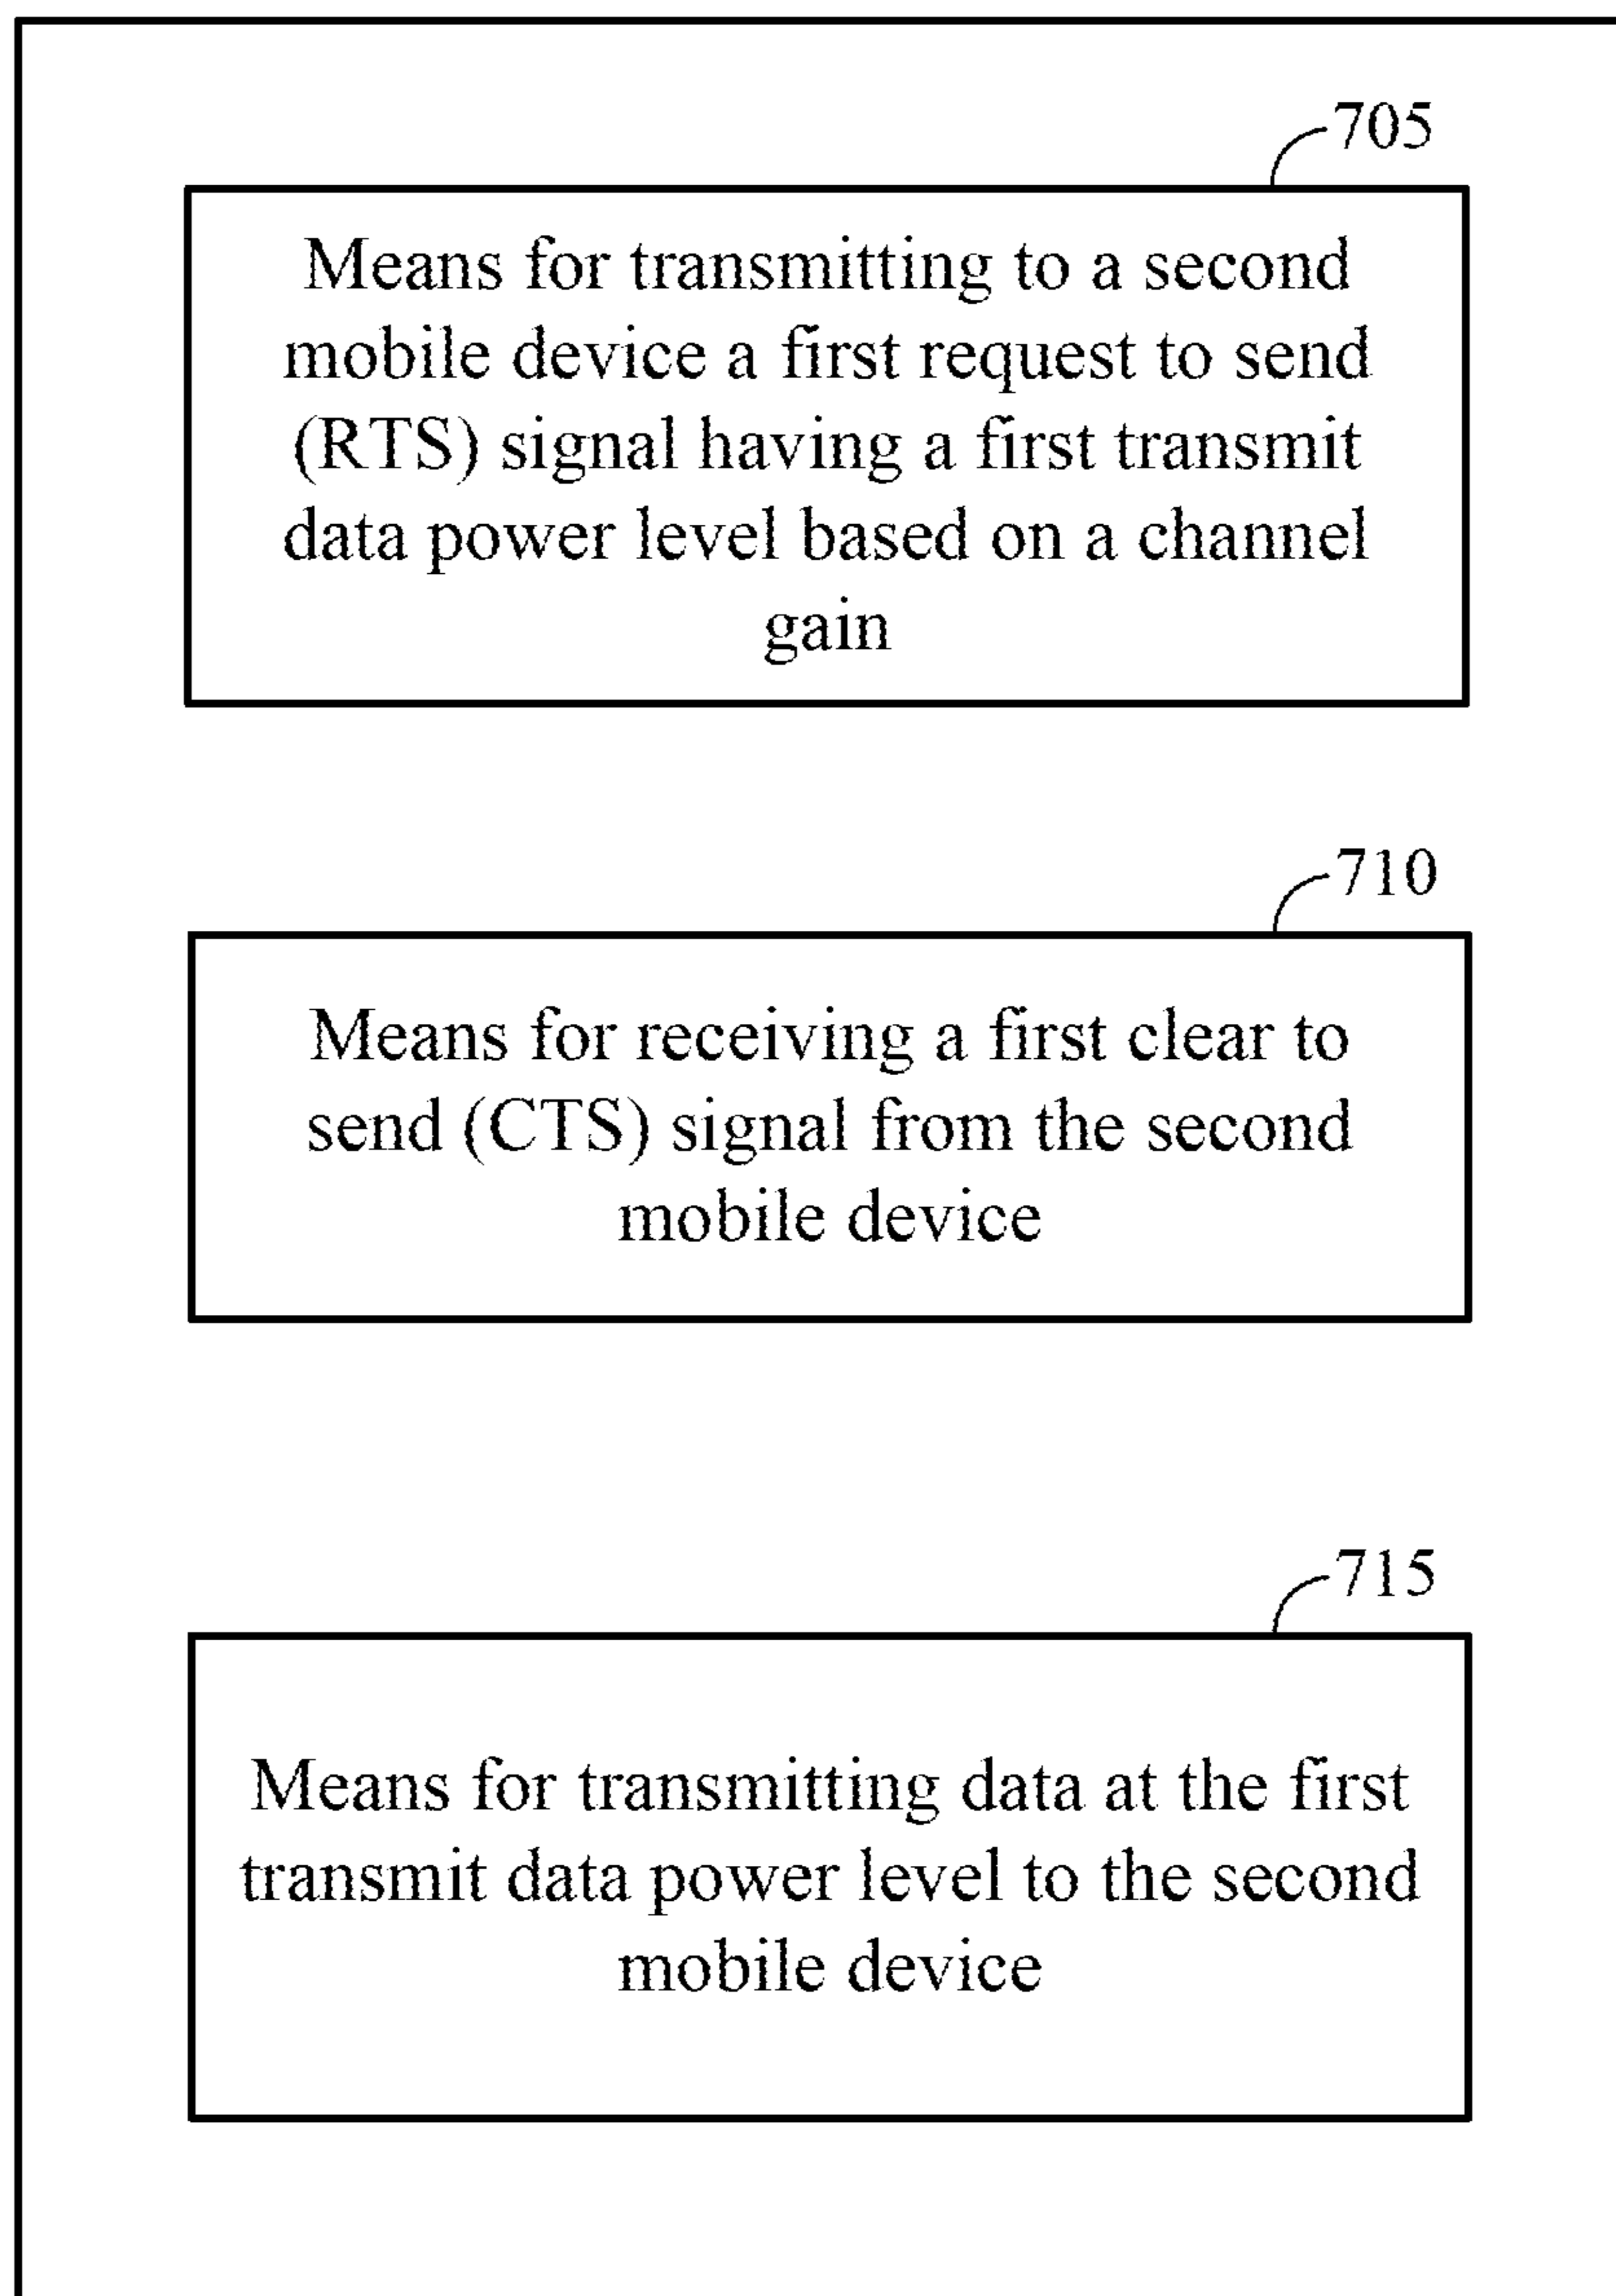 705
Means for transmitting to a second
mobile device a first request to send
(RTS) signal having a first transmit
data power level based on a channel
gain
710
Means for receiving a first clear to
send (CTS) signal from the second
mobile device
715
Means for transmitting data at the first
transmit data power level to the second
mobile device